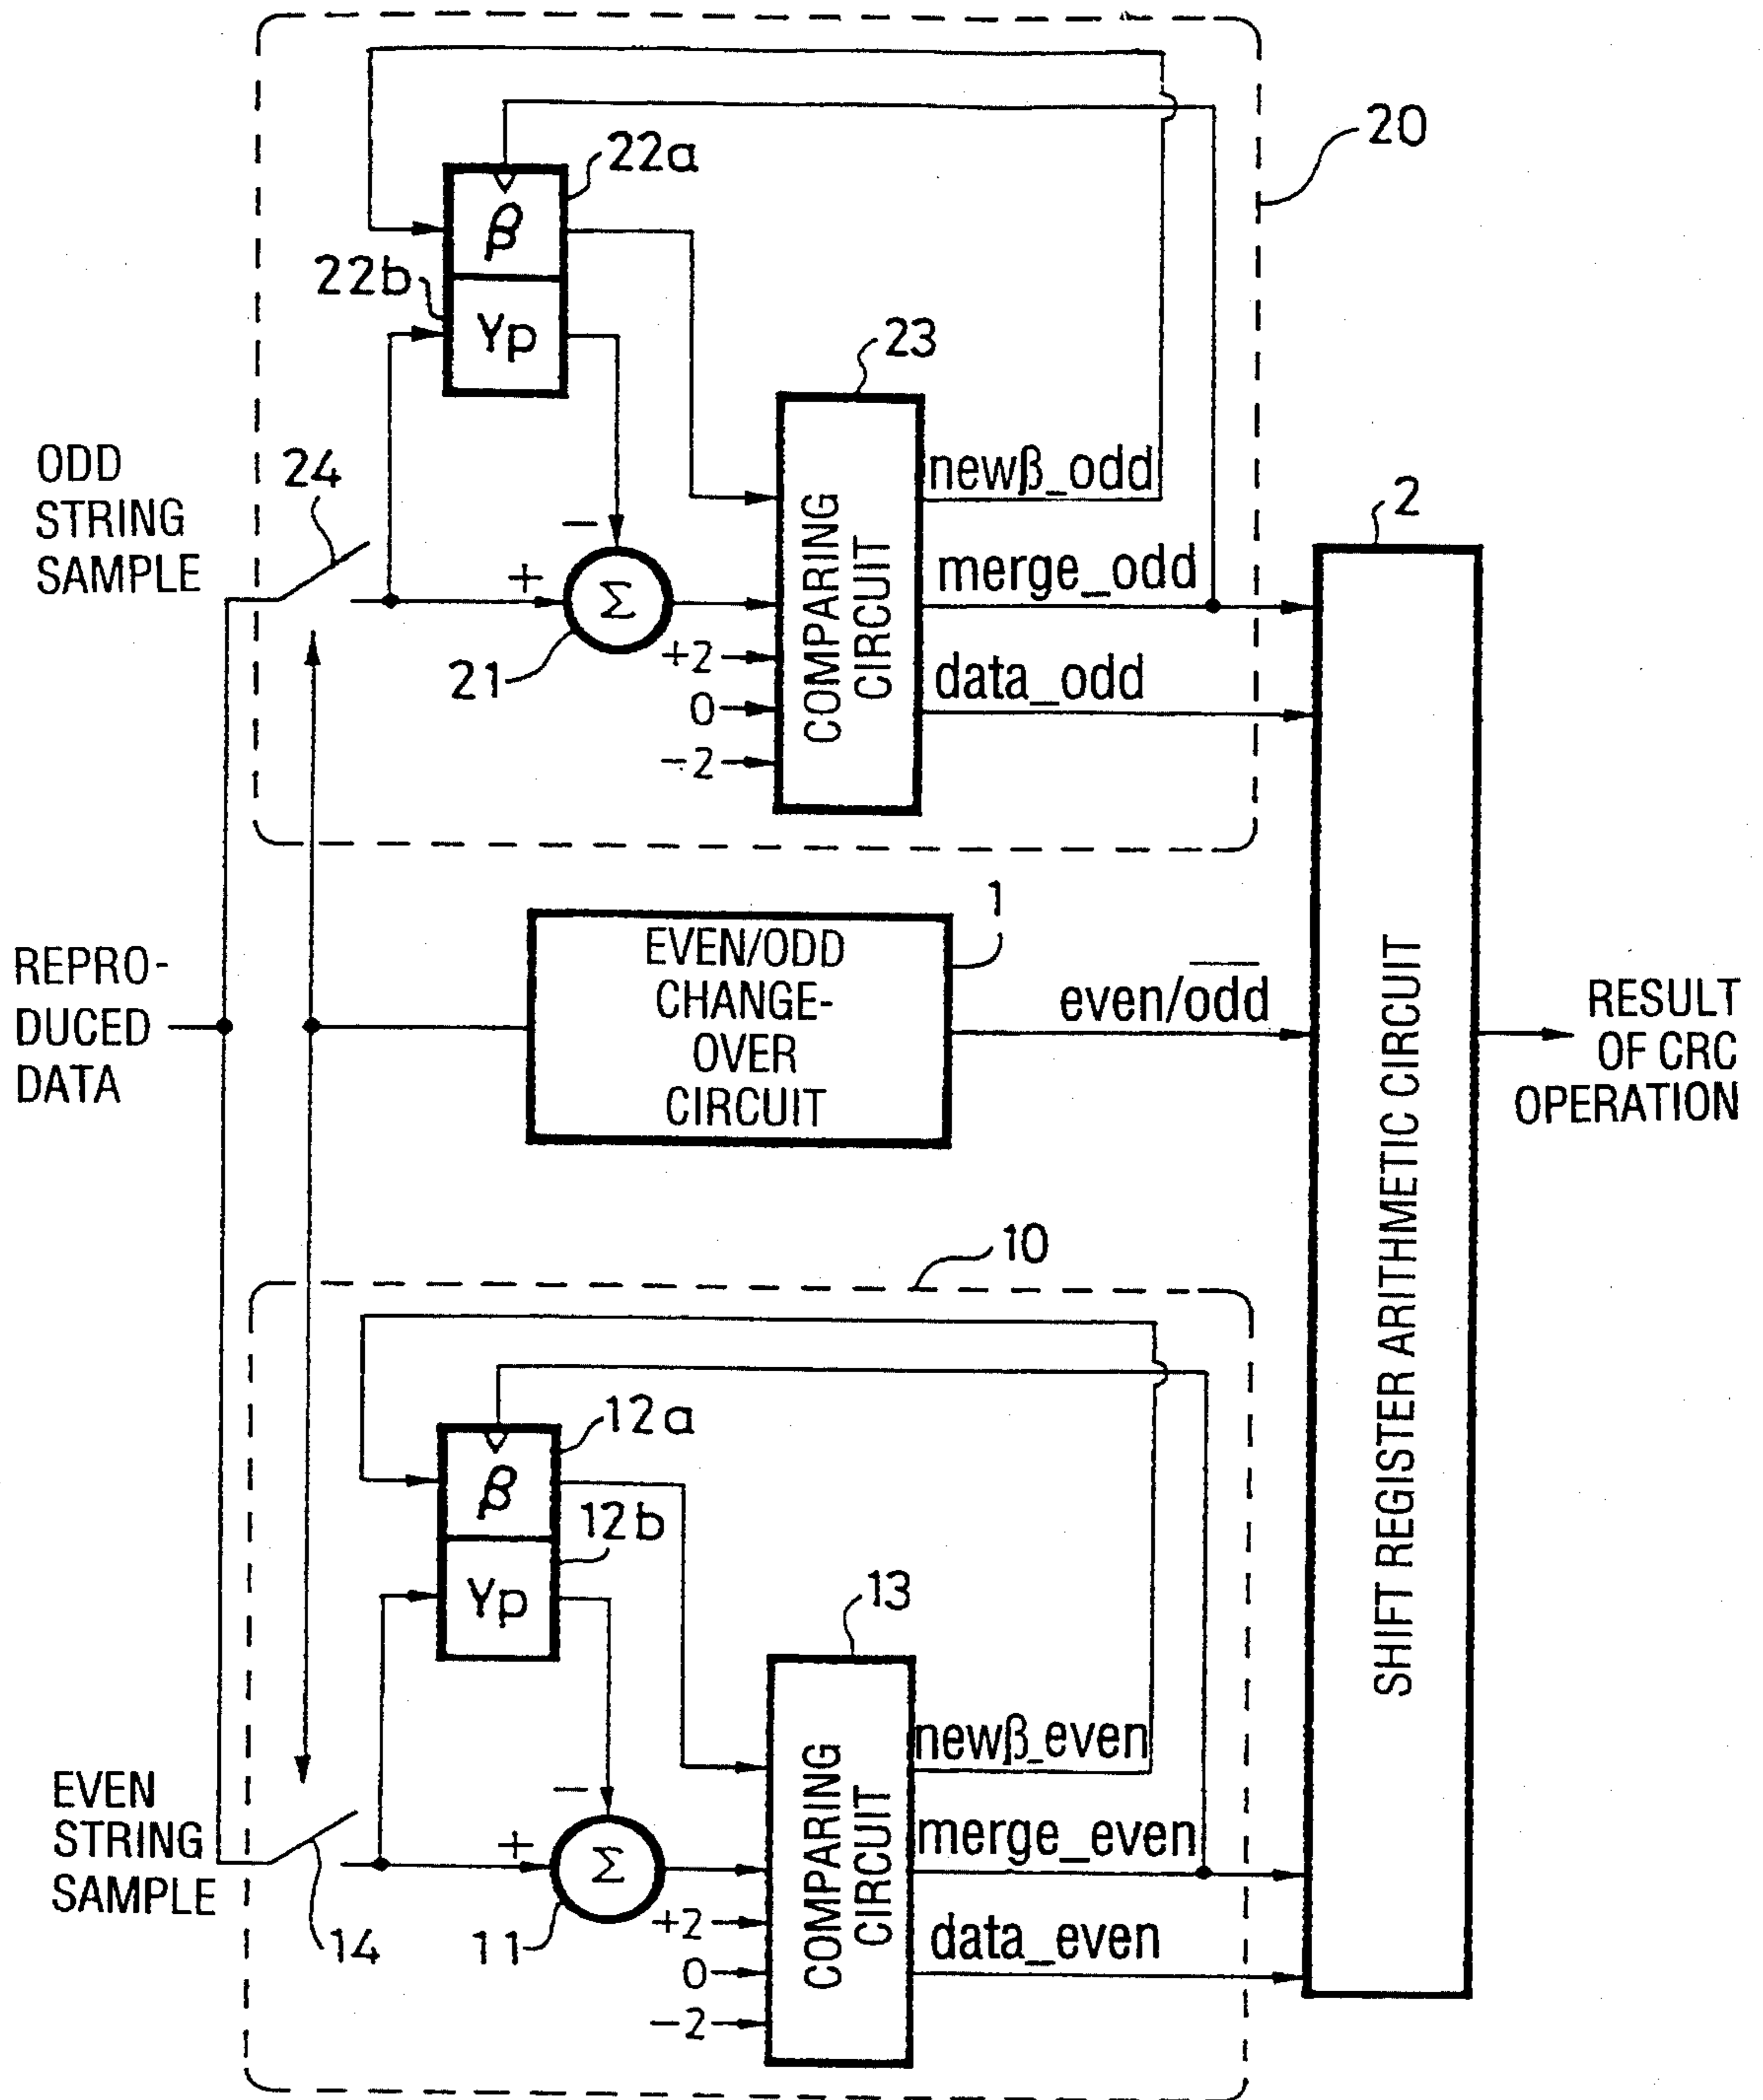 20
22a
β
22b
Yp
23
ODD
STRING
SAMPLE
24
newβ_odd
2
–
+
Σ
merge_odd
21
+2
data_odd
0
-2
COMPARING
CIRCUIT
1
REPRO-
DUCED
DATA
EVEN/ODD
CHANGE-
OVER
CIRCUIT
even/o̅d̅d̅
RESULT
OF CRC
OPERATION
SHIFT REGISTER ARITHMETIC CIRCUIT
10
12a
β
12b
Yp
13
newβ_even
EVEN
STRING
SAMPLE
–
+
Σ
merge_even
14
11
+2
data_even
0
-2
COMPARING
CIRCUIT